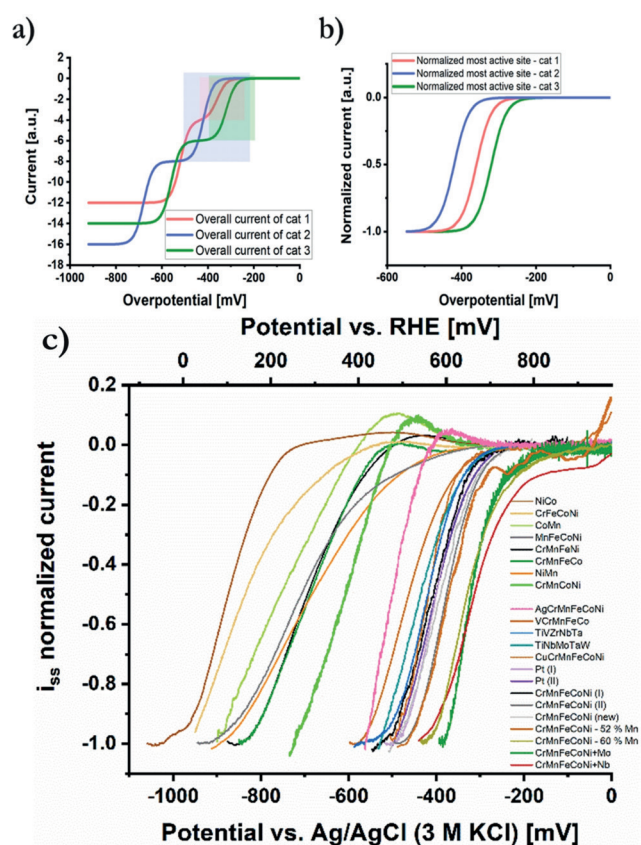 a)
0
-2
-4
-6
-8
-10
-12
-14
-16
-18
Current [a.u.]
Overall current of cat 1
Overall current of cat 2
Overall current of cat 3
-1000 -800 -600 -400 -200 0
Overpotential [mV]
b)
Normalized most active site - cat 1
Normalized most active site - cat 2
Normalized most active site - cat 3
0.0
-0.5
-1.0
Normalized current
-600 -400 -200 0
Overpotential [mV]
c)
Potential vs. RHE [mV]
0 200 400 600 800
0.2
0.0
-0.2
-0.4
-0.6
-0.8
-1.0
iss normalized current
NiCo
CrFeCoNi
CoMn
MnFeCoNi
CrMnFeNi
CrMnFeCo
NiMn
CrMnCoNi
AgCrMnFeCoNi
VCrMnFeCo
TiVZrNbTa
TiNbMoTaW
CuCrMnFeCoNi
Pt (I)
Pt (II)
CrMnFeCoNi (I)
CrMnFeCoNi (II)
CrMnFeCoNi (new)
CrMnFeCoNi - 52 % Mn
CrMnFeCoNi - 60 % Mn
CrMnFeCoNi+Mo
CrMnFeCoNi+Nb
-1000 -800 -600 -400 -200 0
Potential vs. Ag/AgCl (3 M KCl) [mV]